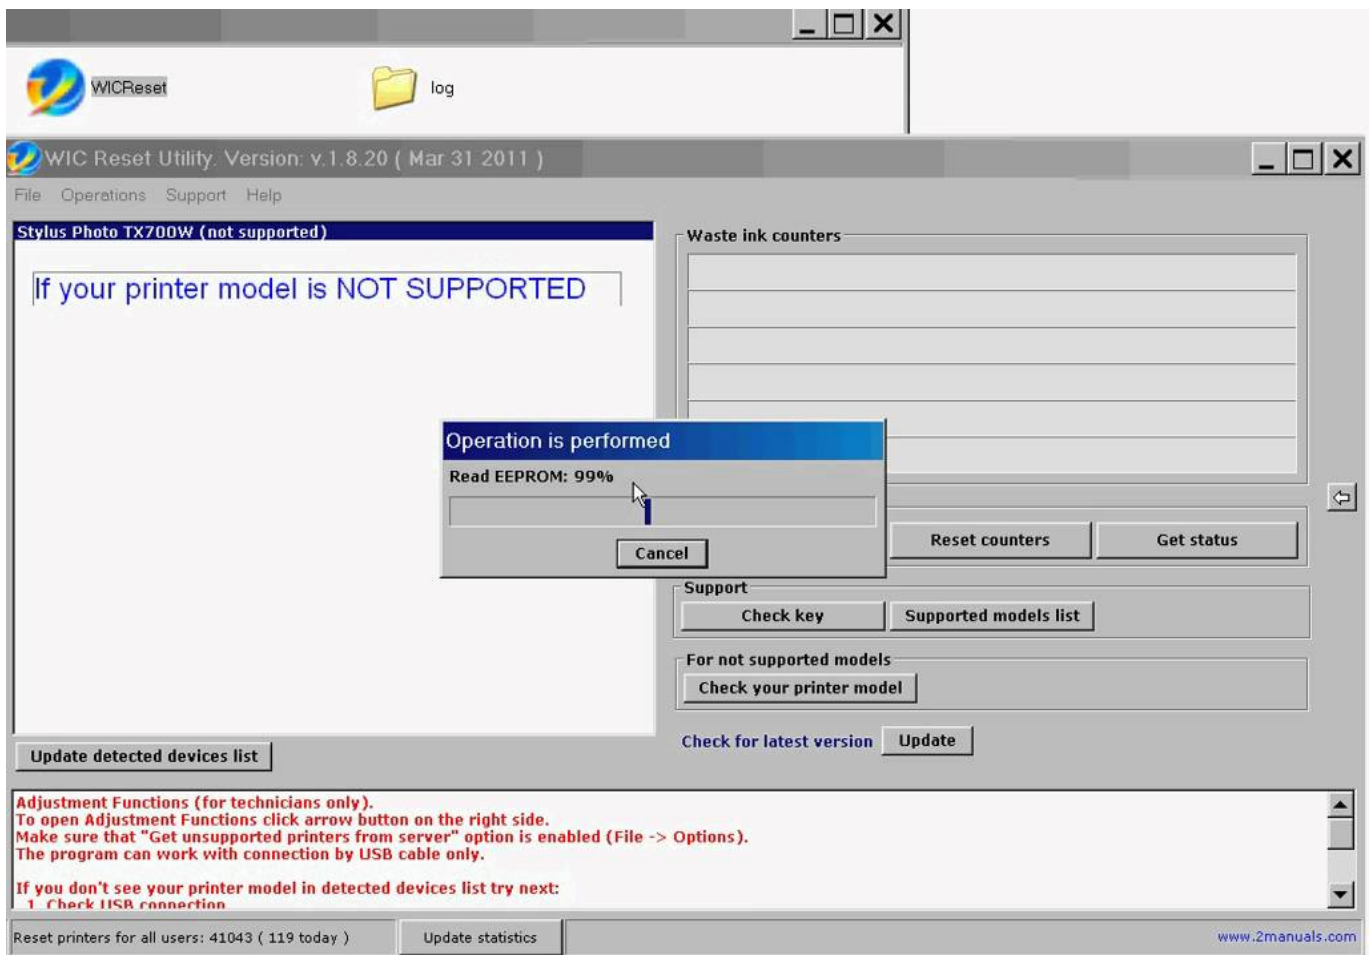 WICReset
log
WIC Reset Utility. Version: v.1.8.20 ( Mar 31 2011 )
File Operations Support Help
Stylus Photo TX700W (not supported)
If your printer model is NOT SUPPORTED
Waste ink counters
Operation is performed
Read EEPROM: 99%
Cancel
Reset counters
Get status
Support
Check key
Supported models list
For not supported models
Check your printer model
Check for latest version
Update
Update detected devices list
Adjustment Functions (for technicians only).
To open Adjustment Functions click arrow button on the right side.
Make sure that "Get unsupported printers from server" option is enabled (File -> Options).
The program can work with connection by USB cable only.
If you don't see your printer model in detected devices list try next:
1. Check USB connection
Reset printers for all users: 41043 ( 119 today )
Update statistics
www.2manuals.com